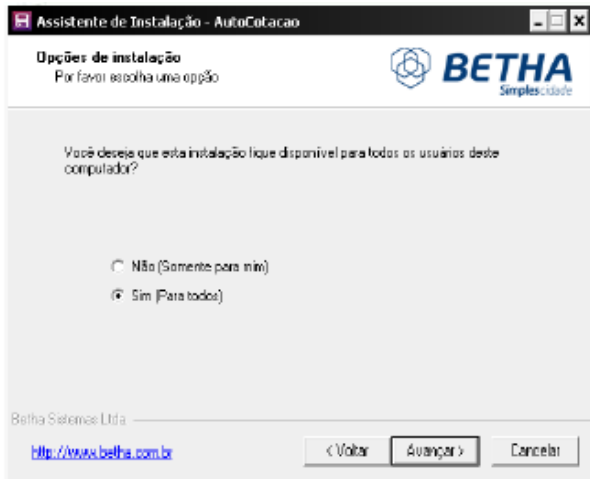 Assistente de Instalação - AutoCotacao
Opções de instalação
Por favor escolha uma opção
BETHA
Simplescidade
Você deseja que esta instalação fique disponível para todos os usuários deste
computador?
Não (Somente para mim)
Sim (Para todos)
Betha Sistemas Ltda
http://www.betha.com.br
< Voltar
Avançar >
Cancelar